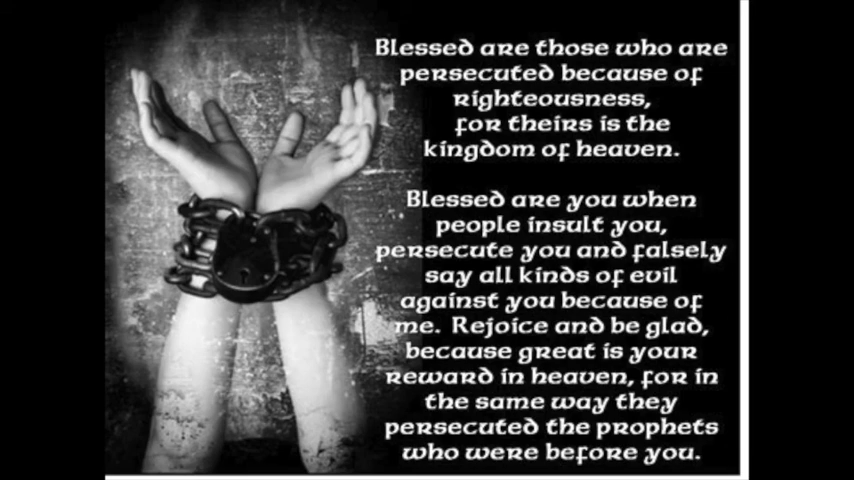 Blessed are those who are
persecuted because of
righteousness,
for theirs is the
kingdom of heaven.
Blessed are you when
people insult you,
persecute you and falsely
say all kinds of evil
against you because of
me. Rejoice and be glad,
because great is your
reward in heaven, for in
the same way they
persecuted the prophets
who were before you.